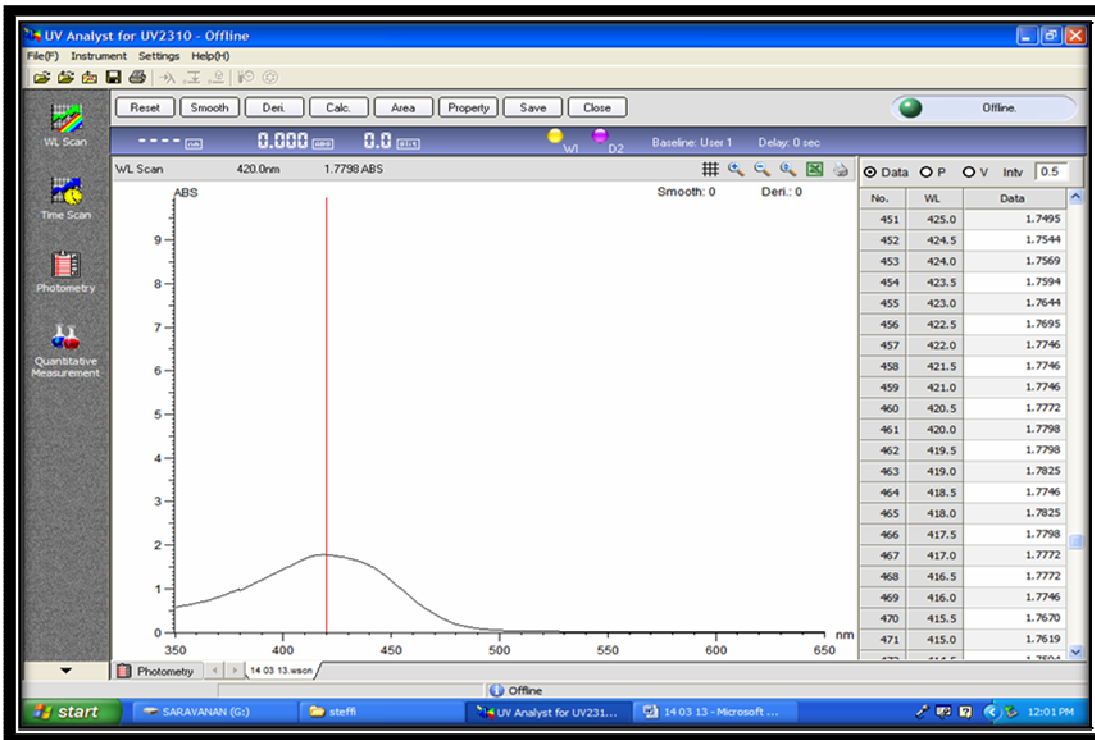 UV Analyst for UV2310 - Offline
File(F) Instrument Settings Help(H)
Reset Smooth Deri. Calc. Area Property Save Close Offline.
WL Scan
Time Scan
Photometry
Quantitative
Measurement
---- nm 0.000 ABS 0.0 W1 D2 Baseline: User 1 Delay: 0 sec
WL Scan 420.0nm 1.7798 ABS
Smooth: 0 Deri.: 0
ABS
9
8
7
6
5
4
3
2
1
0
350 400 450 500 550 600 650 nm
Data P V Intv 0.5
No. WL Data
451 425.0 1.7495
452 424.5 1.7544
453 424.0 1.7569
454 423.5 1.7594
455 423.0 1.7644
456 422.5 1.7695
457 422.0 1.7746
458 421.5 1.7746
459 421.0 1.7746
460 420.5 1.7772
461 420.0 1.7798
462 419.5 1.7798
463 419.0 1.7825
464 418.5 1.7746
465 418.0 1.7825
466 417.5 1.7798
467 417.0 1.7772
468 416.5 1.7772
469 416.0 1.7746
470 415.5 1.7670
471 415.0 1.7619
Photometry 14 03 13.wscn
Offline
start SARAVANAN (G:) steffi UV Analyst for UV231... 14 03 13 - Microsoft ... 12:01 PM